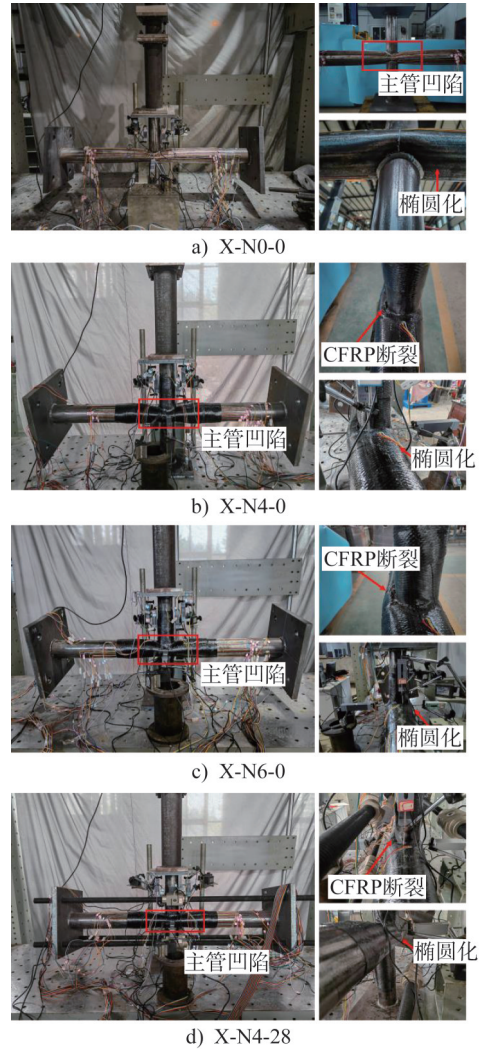 主管凹陷
椭圆化
a) X-N0-0
CFRP断裂
主管凹陷
椭圆化
b) X-N4-0
CFRP断裂
主管凹陷
椭圆化
c) X-N6-0
CFRP断裂
主管凹陷
椭圆化
d) X-N4-28